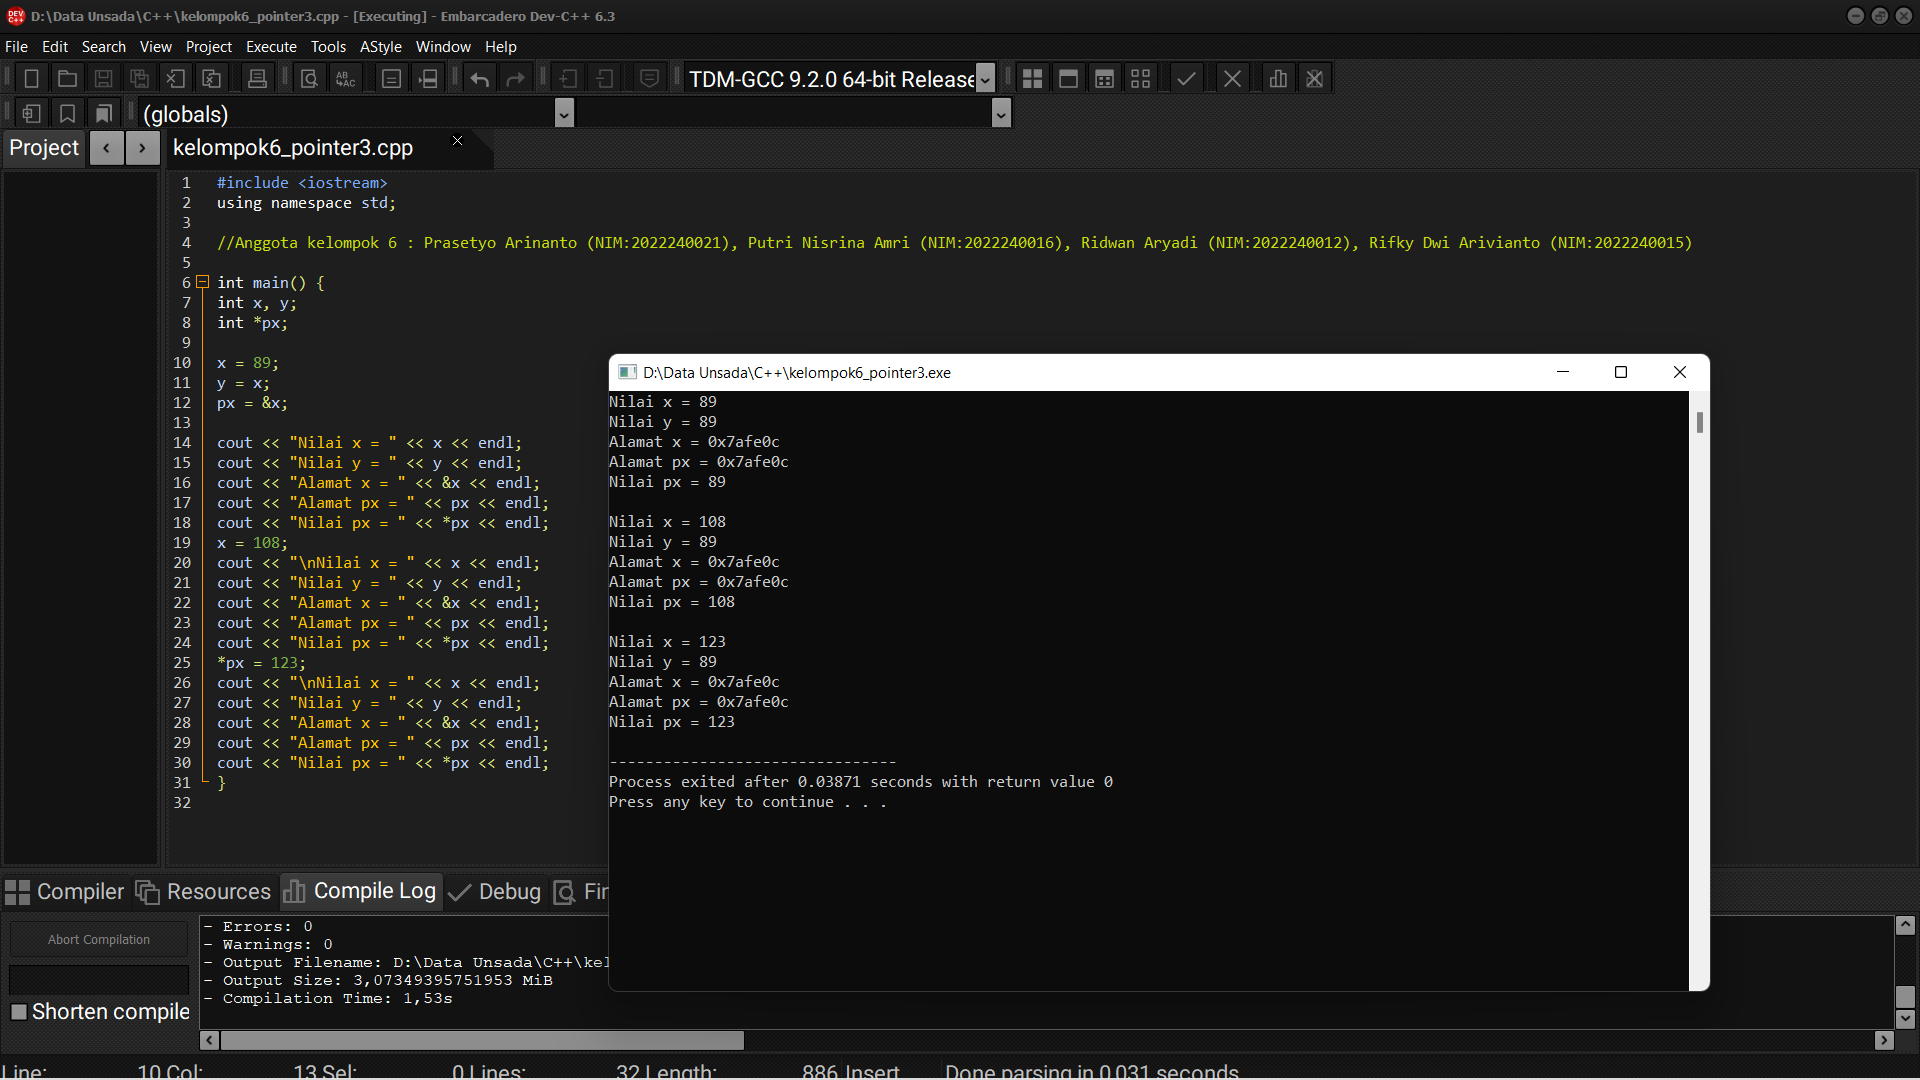 D:\Data Unsada\C++\kelompok6_pointer3.cpp - [Executing] - Embarcadero Dev-C++ 6.3
File Edit Search View Project Execute Tools AStyle Window Help
TDM-GCC 9.2.0 64-bit Release
(globals)
Project
kelompok6_pointer3.cpp
1 #include <iostream>
2 using namespace std;
3
4 //Anggota kelompok 6 : Prasetyo Arinanto (NIM:2022240021), Putri Nisrina Amri (NIM:2022240016), Ridwan Aryadi (NIM:2022240012), Rifky Dwi Arivianto (NIM:2022240015)
5
6 int main() {
7 int x, y;
8 int *px;
9
10 x = 89;
11 y = x;
12 px = &x;
13
14 cout << "Nilai x = " << x << endl;
15 cout << "Nilai y = " << y << endl;
16 cout << "Alamat x = " << &x << endl;
17 cout << "Alamat px = " << px << endl;
18 cout << "Nilai px = " << *px << endl;
19 x = 108;
20 cout << "\nNilai x = " << x << endl;
21 cout << "Nilai y = " << y << endl;
22 cout << "Alamat x = " << &x << endl;
23 cout << "Alamat px = " << px << endl;
24 cout << "Nilai px = " << *px << endl;
25 *px = 123;
26 cout << "\nNilai x = " << x << endl;
27 cout << "Nilai y = " << y << endl;
28 cout << "Alamat x = " << &x << endl;
29 cout << "Alamat px = " << px << endl;
30 cout << "Nilai px = " << *px << endl;
31 }
32
D:\Data Unsada\C++\kelompok6_pointer3.exe
Nilai x = 89
Nilai y = 89
Alamat x = 0x7afe0c
Alamat px = 0x7afe0c
Nilai px = 89
Nilai x = 108
Nilai y = 89
Alamat x = 0x7afe0c
Alamat px = 0x7afe0c
Nilai px = 108
Nilai x = 123
Nilai y = 89
Alamat x = 0x7afe0c
Alamat px = 0x7afe0c
Nilai px = 123
--------------------------------
Process exited after 0.03871 seconds with return value 0
Press any key to continue . . .
Compiler Resources Compile Log Debug Fir
Abort Compilation
Shorten compile
- Errors: 0
- Warnings: 0
- Output Filename: D:\Data Unsada\C++\kel
- Output Size: 3,07349395751953 MiB
- Compilation Time: 1,53s
Line: 10 Col: 13 Sel: 0 Lines: 32 Length: 886 Insert Done parsing in 0.031 seconds